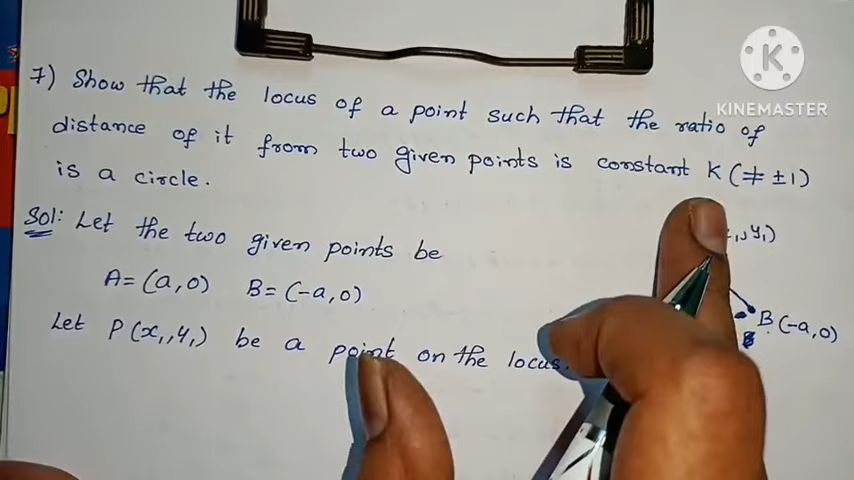 K
KINEMASTER
7) Show that the locus of a point such that the ratio of
distance of it from two given points is constant K (≠ ±1)
is a circle.
Sol: Let the two given points be
A = (a, 0) B = (-a, 0)
Let P(x₁, y₁) be a point on the locus.
, y₁)
B(-a, 0)